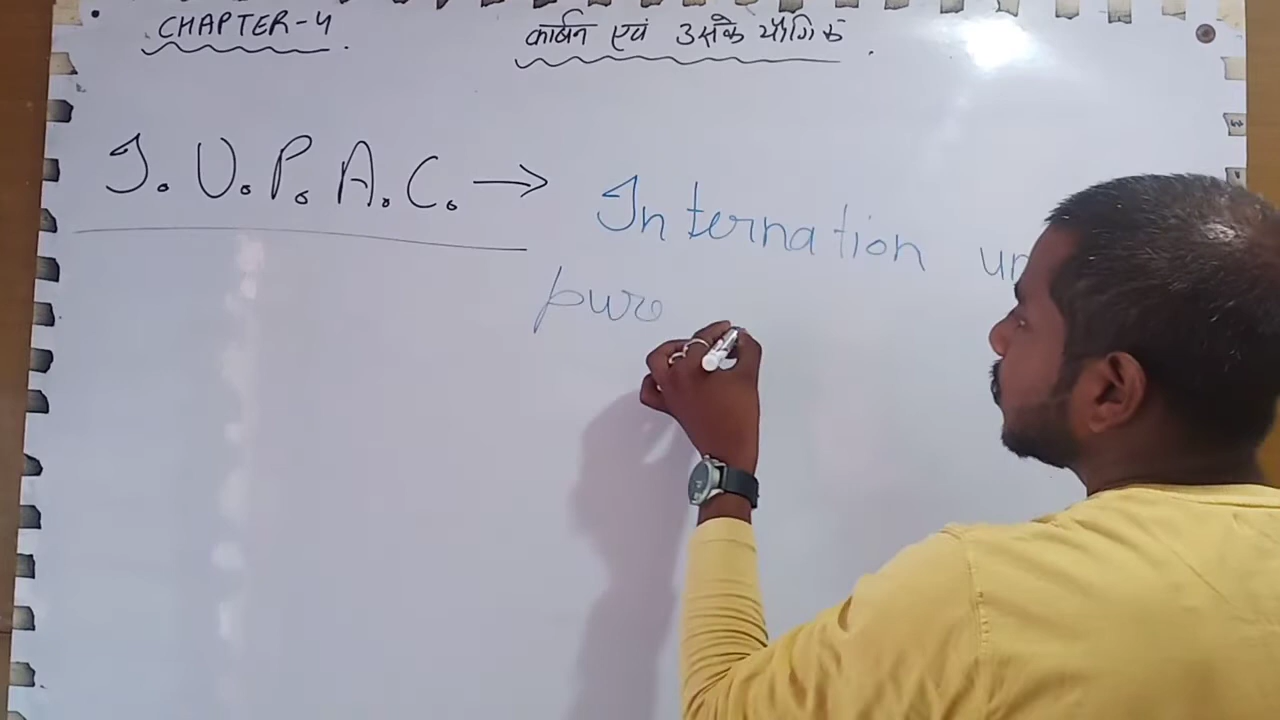 CHAPTER-4
कार्बन एवं उसके यौगिक.
I.U.P.A.C. → Internation un
pure